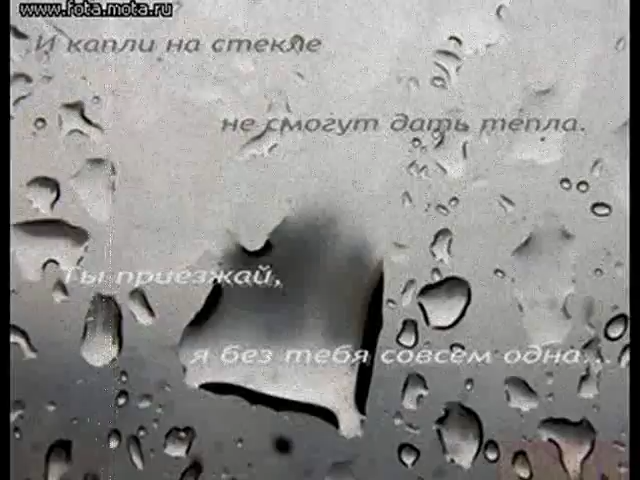 www.fota.mota.ru
И капли на стекле
не смогут дать тепла.
Ты приезжай,
я без тебя совсем одна...